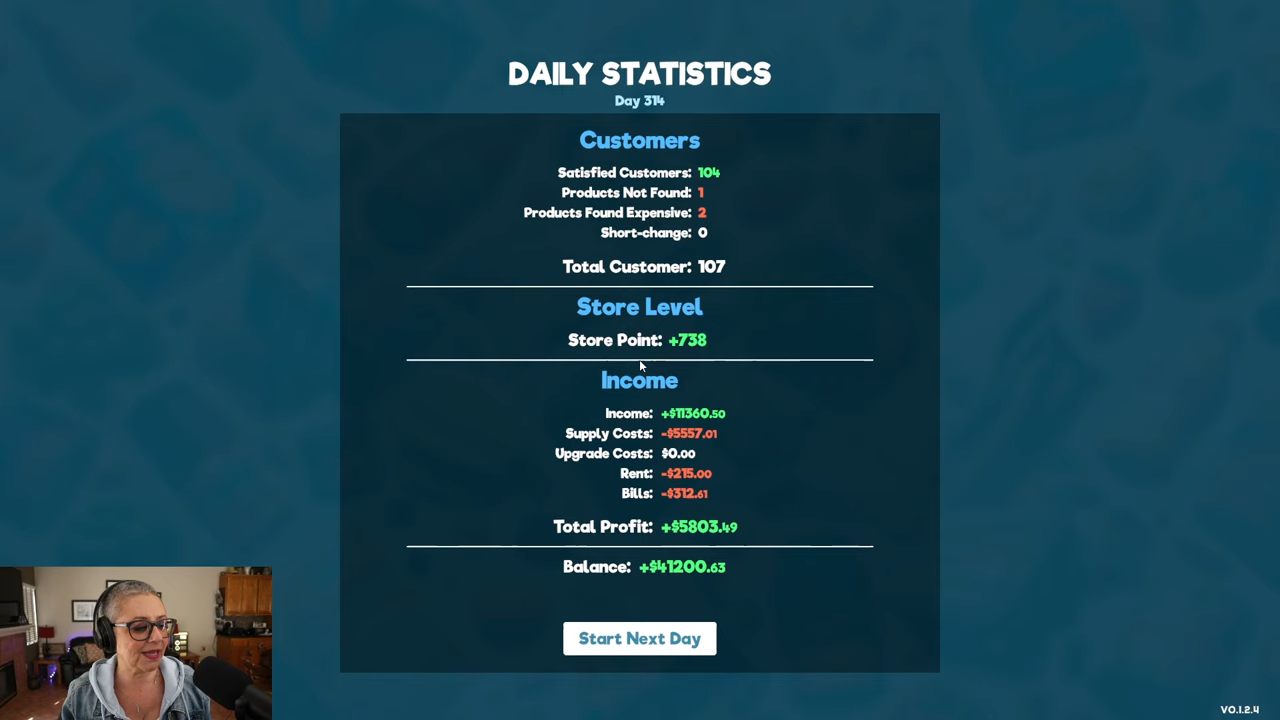 DAILY STATISTICS
Day 314
Customers
Satisfied Customers: 104
Products Not Found: 1
Products Found Expensive: 2
Short-change: 0
Total Customer: 107
Store Level
Store Point: +738
Income
Income: +$11360.50
Supply Costs: -$5557.01
Upgrade Costs: $0.00
Rent: -$215.00
Bills: -$312.61
Total Profit: +$5803.49
Balance: +$41200.63
Start Next Day
V0.1.2.4